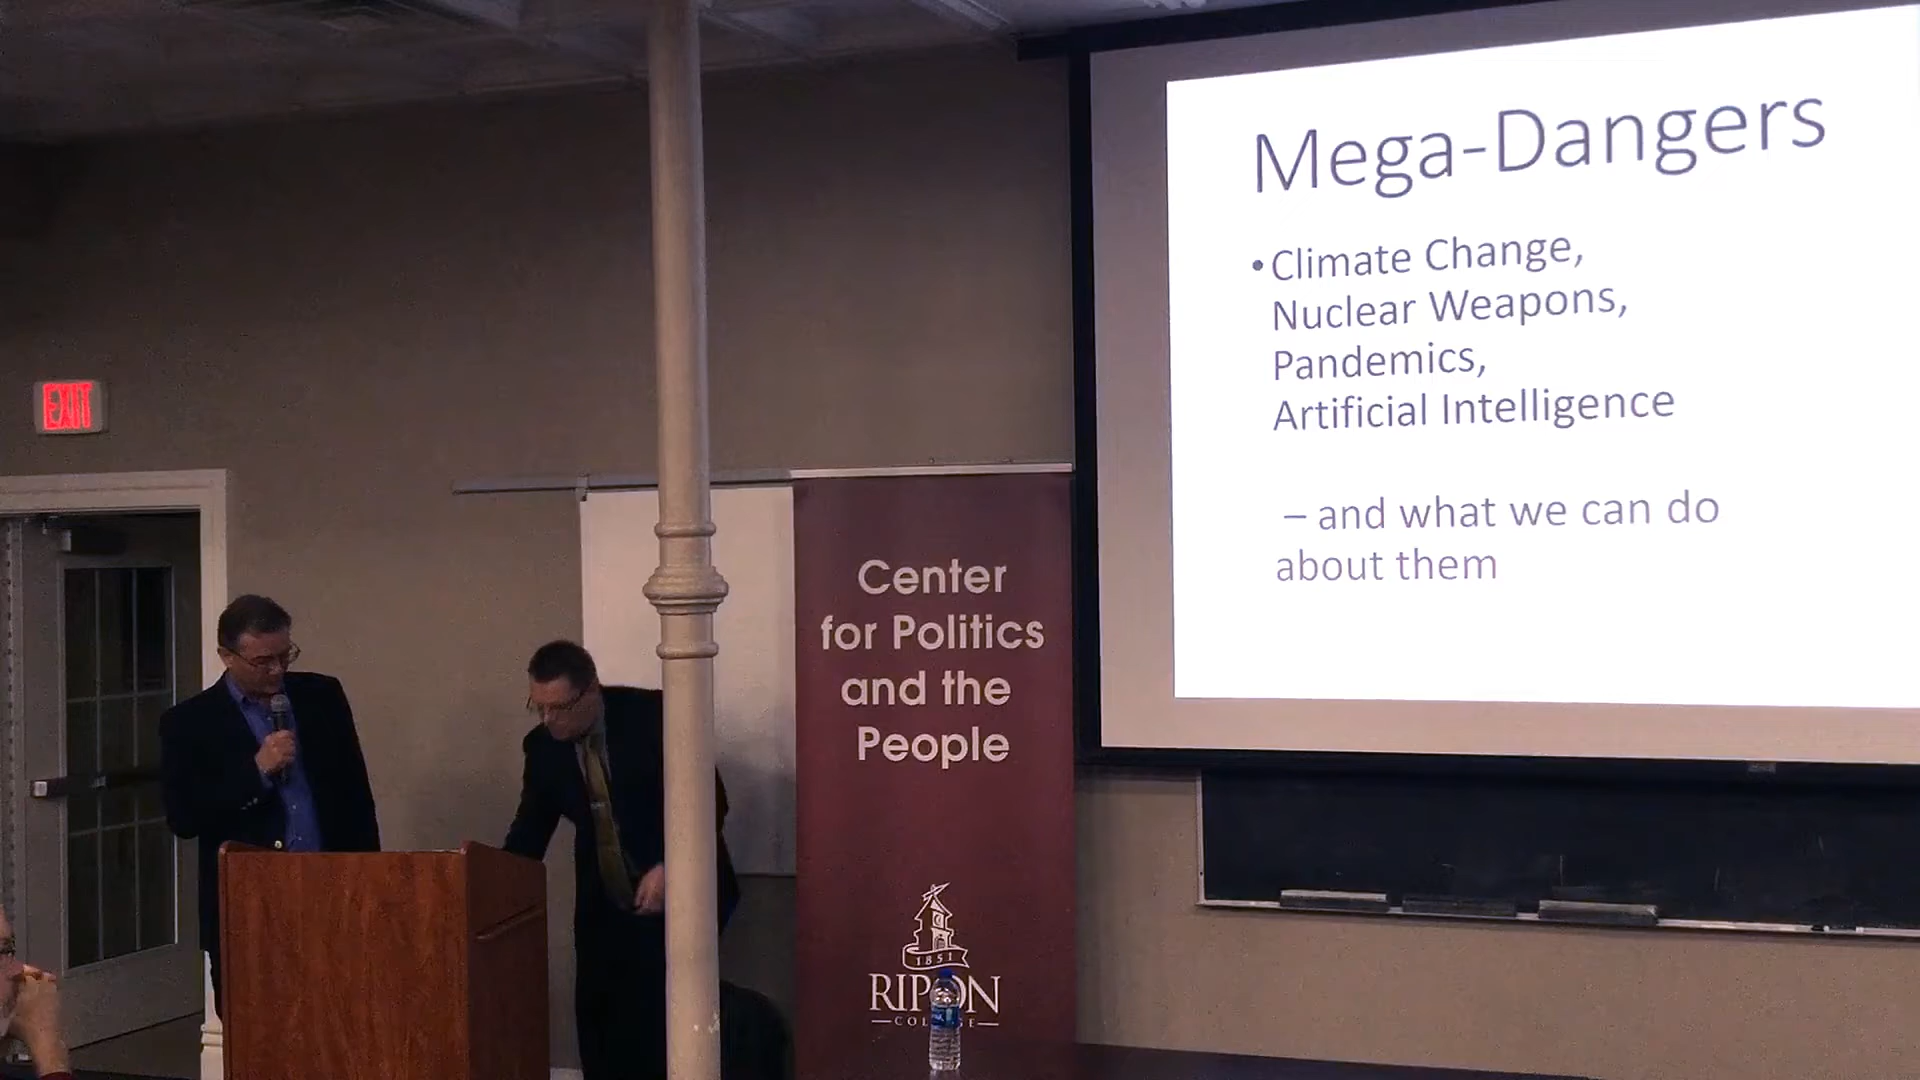 Mega-Dangers
•Climate Change,
Nuclear Weapons,
Pandemics,
Artificial Intelligence
– and what we can do
about them
EXIT
Center
for Politics
and the
People
1851
RIPON
COLLEGE